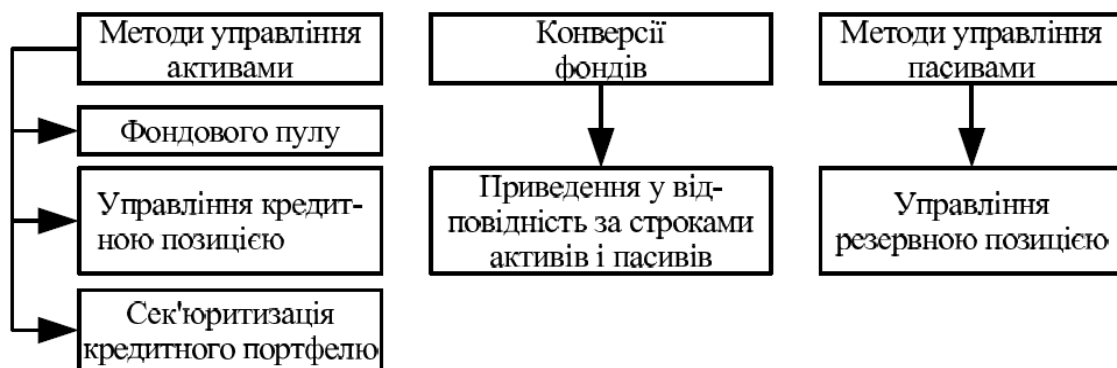 Методи управління
активами
Фондового пулу
Управління кредит-
ною позицією
Сек'юритизація
кредитного портфелю
Конверсії
фондів
Приведення у від-
повідність за строками
активів і пасивів
Методи управління
пасивами
Управління
резервною позицією